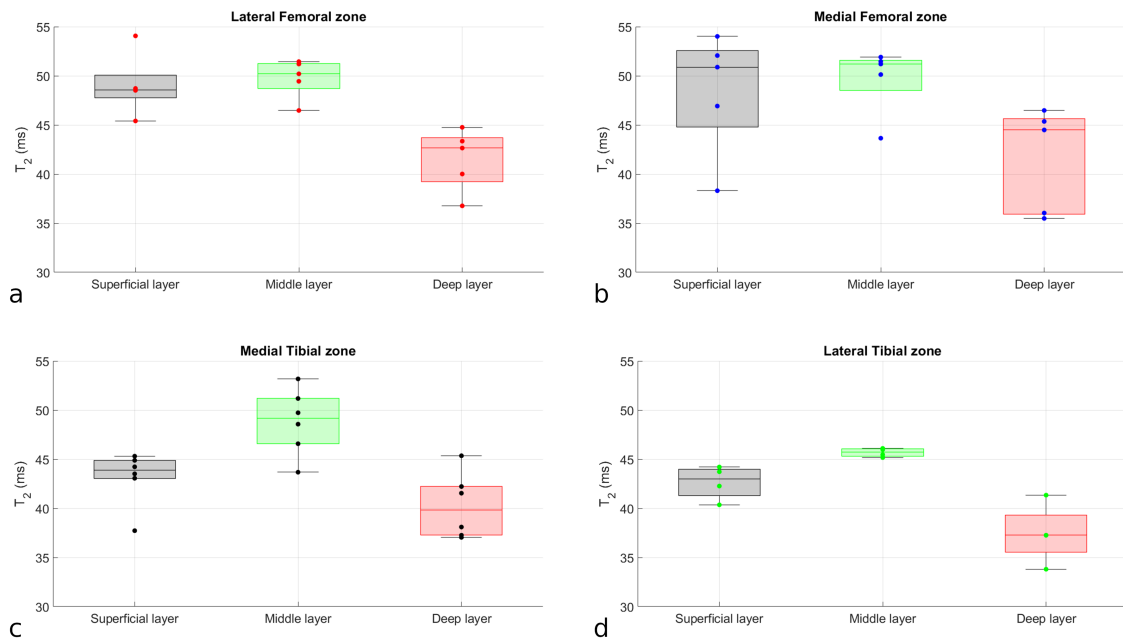 Lateral Femoral zone
55
50
45
40
35
30
T2 (ms)
Superficial layer
Middle layer
Deep layer
a
Medial Femoral zone
55
50
45
40
35
30
T2 (ms)
Superficial layer
Middle layer
Deep layer
b
Medial Tibial zone
55
50
45
40
35
30
T2 (ms)
Superficial layer
Middle layer
Deep layer
c
Lateral Tibial zone
55
50
45
40
35
30
T2 (ms)
Superficial layer
Middle layer
Deep layer
d